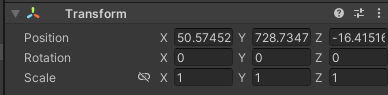 Transform
Position X 50.57452 Y 728.7347 Z -16.41516
Rotation X 0 Y 0 Z 0
Scale X 1 Y 1 Z 1